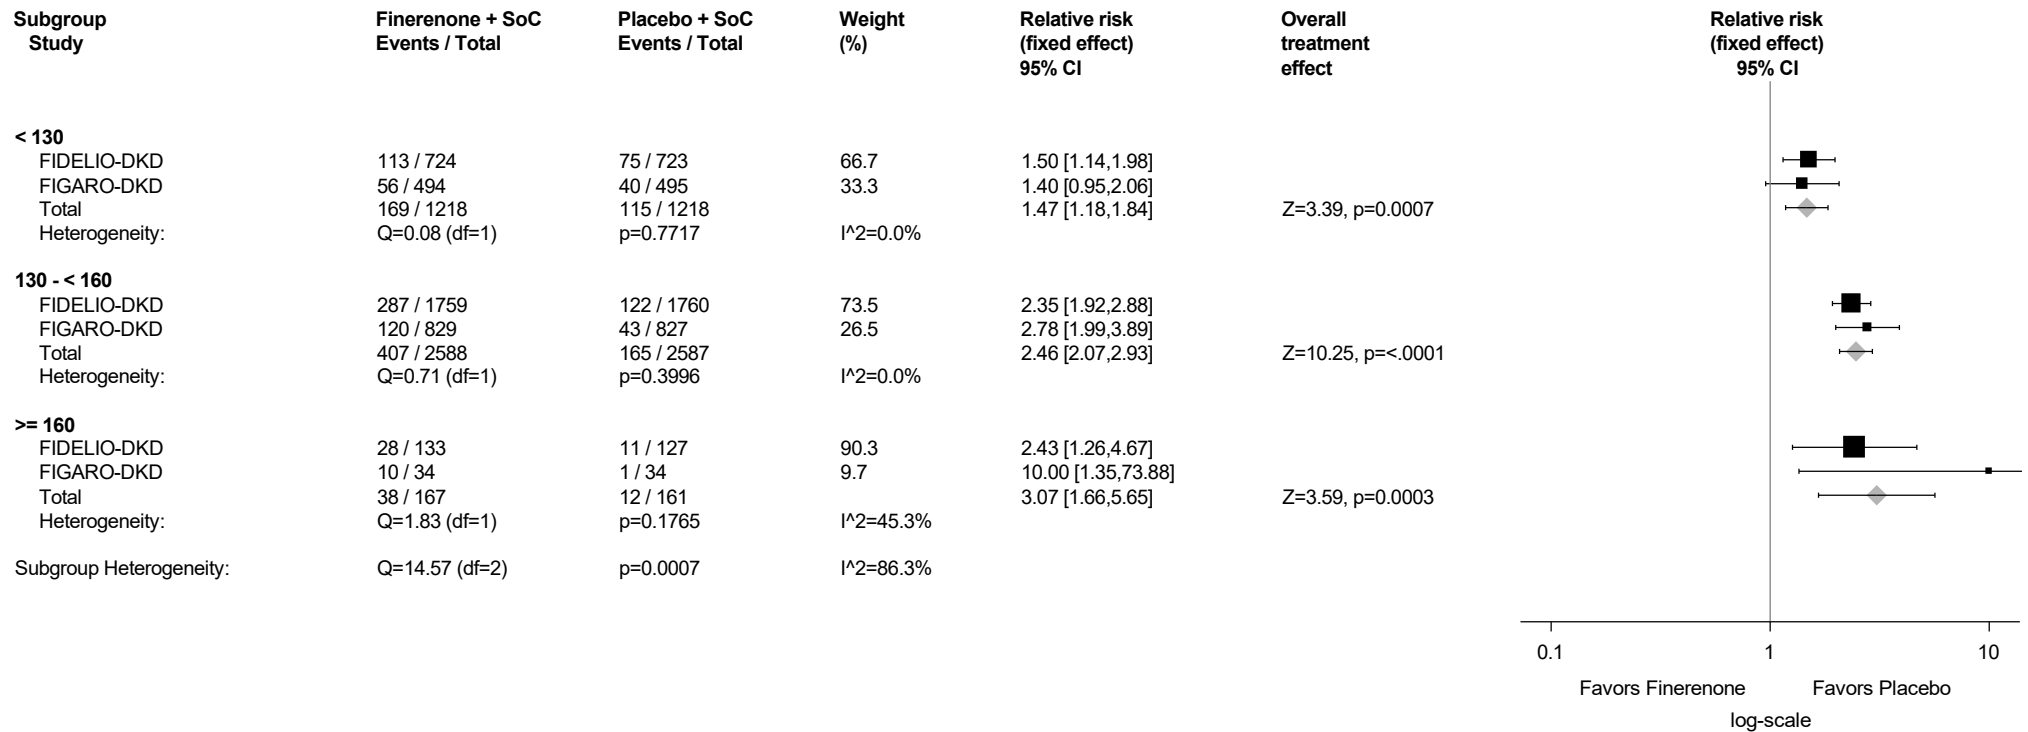 Subgroup Finerenone + SoC Placebo + SoC Weight Relative risk Overall Relative risk
Study Events / Total Events / Total (%) (fixed effect) treatment (fixed effect)
95% CI effect 95% CI
< 130
FIDELIO-DKD 113 / 724 75 / 723 66.7 1.50 [1.14,1.98]
FIGARO-DKD 56 / 494 40 / 495 33.3 1.40 [0.95,2.06]
Total 169 / 1218 115 / 1218 1.47 [1.18,1.84] Z=3.39, p=0.0007
Heterogeneity: Q=0.08 (df=1) p=0.7717 I^2=0.0%
130 - < 160
FIDELIO-DKD 287 / 1759 122 / 1760 73.5 2.35 [1.92,2.88]
FIGARO-DKD 120 / 829 43 / 827 26.5 2.78 [1.99,3.89]
Total 407 / 2588 165 / 2587 2.46 [2.07,2.93] Z=10.25, p=<.0001
Heterogeneity: Q=0.71 (df=1) p=0.3996 I^2=0.0%
>= 160
FIDELIO-DKD 28 / 133 11 / 127 90.3 2.43 [1.26,4.67]
FIGARO-DKD 10 / 34 1 / 34 9.7 10.00 [1.35,73.88]
Total 38 / 167 12 / 161 3.07 [1.66,5.65] Z=3.59, p=0.0003
Heterogeneity: Q=1.83 (df=1) p=0.1765 I^2=45.3%
Subgroup Heterogeneity: Q=14.57 (df=2) p=0.0007 I^2=86.3%
0.1 1 10
Favors Finerenone Favors Placebo
log-scale